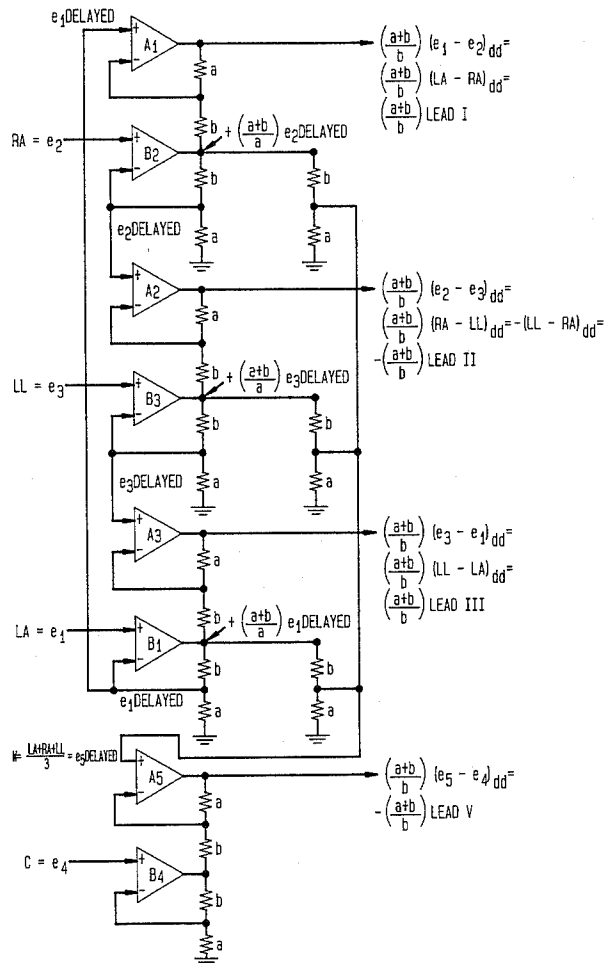 e₁DELAYED
+
A1
-
a
(a+b/b) (e₁ - e₂)dd=
(a+b/b) (LA - RA)dd=
(a+b/b) LEAD I
b
+ (a+b/a) e₂DELAYED
RA = e₂
+
B2
-
b
b
e₂DELAYED
a
a
+
A2
-
a
(a+b/b) (e₂ - e₃)dd=
(a+b/b) (RA - LL)dd=-(LL - RA)dd=
-(a+b/b) LEAD II
b
+ (a+b/a) e₃DELAYED
LL = e₃
+
B3
-
b
b
e₃DELAYED
a
a
+
A3
-
a
(a+b/b) (e₃ - e₁)dd=
(a+b/b) (LL - LA)dd=
(a+b/b) LEAD III
b
+ (a+b/a) e₁DELAYED
LA = e₁
+
B1
-
b
b
e₁DELAYED
a
a
W= LA+RA+LL/3 = e₅DELAYED
+
A5
-
a
(a+b/b) (e₅ - e₄)dd=
-(a+b/b) LEAD V
b
C = e₄
+
B4
-
b
a